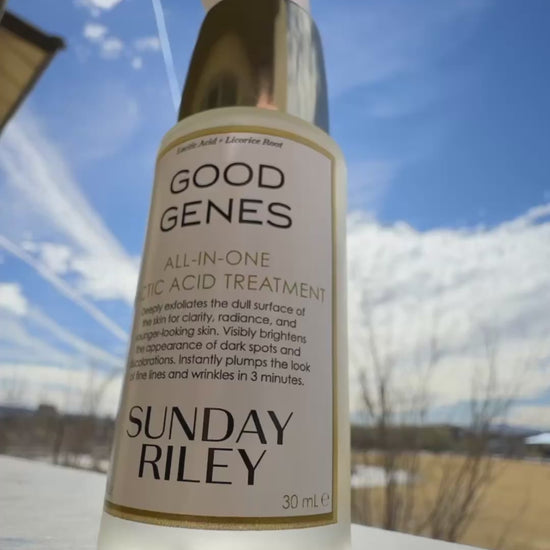 Lactic Acid + Licorice Root
GOOD
GENES
ALL-IN-ONE
CTIC ACID TREATMENT
Deeply exfoliates the dull surface of
the skin for clarity, radiance, and
younger-looking skin. Visibly brightens
the appearance of dark spots and
discolorations. Instantly plumps the look
of fine lines and wrinkles in 3 minutes.
SUNDAY
RILEY
30 mL ℮